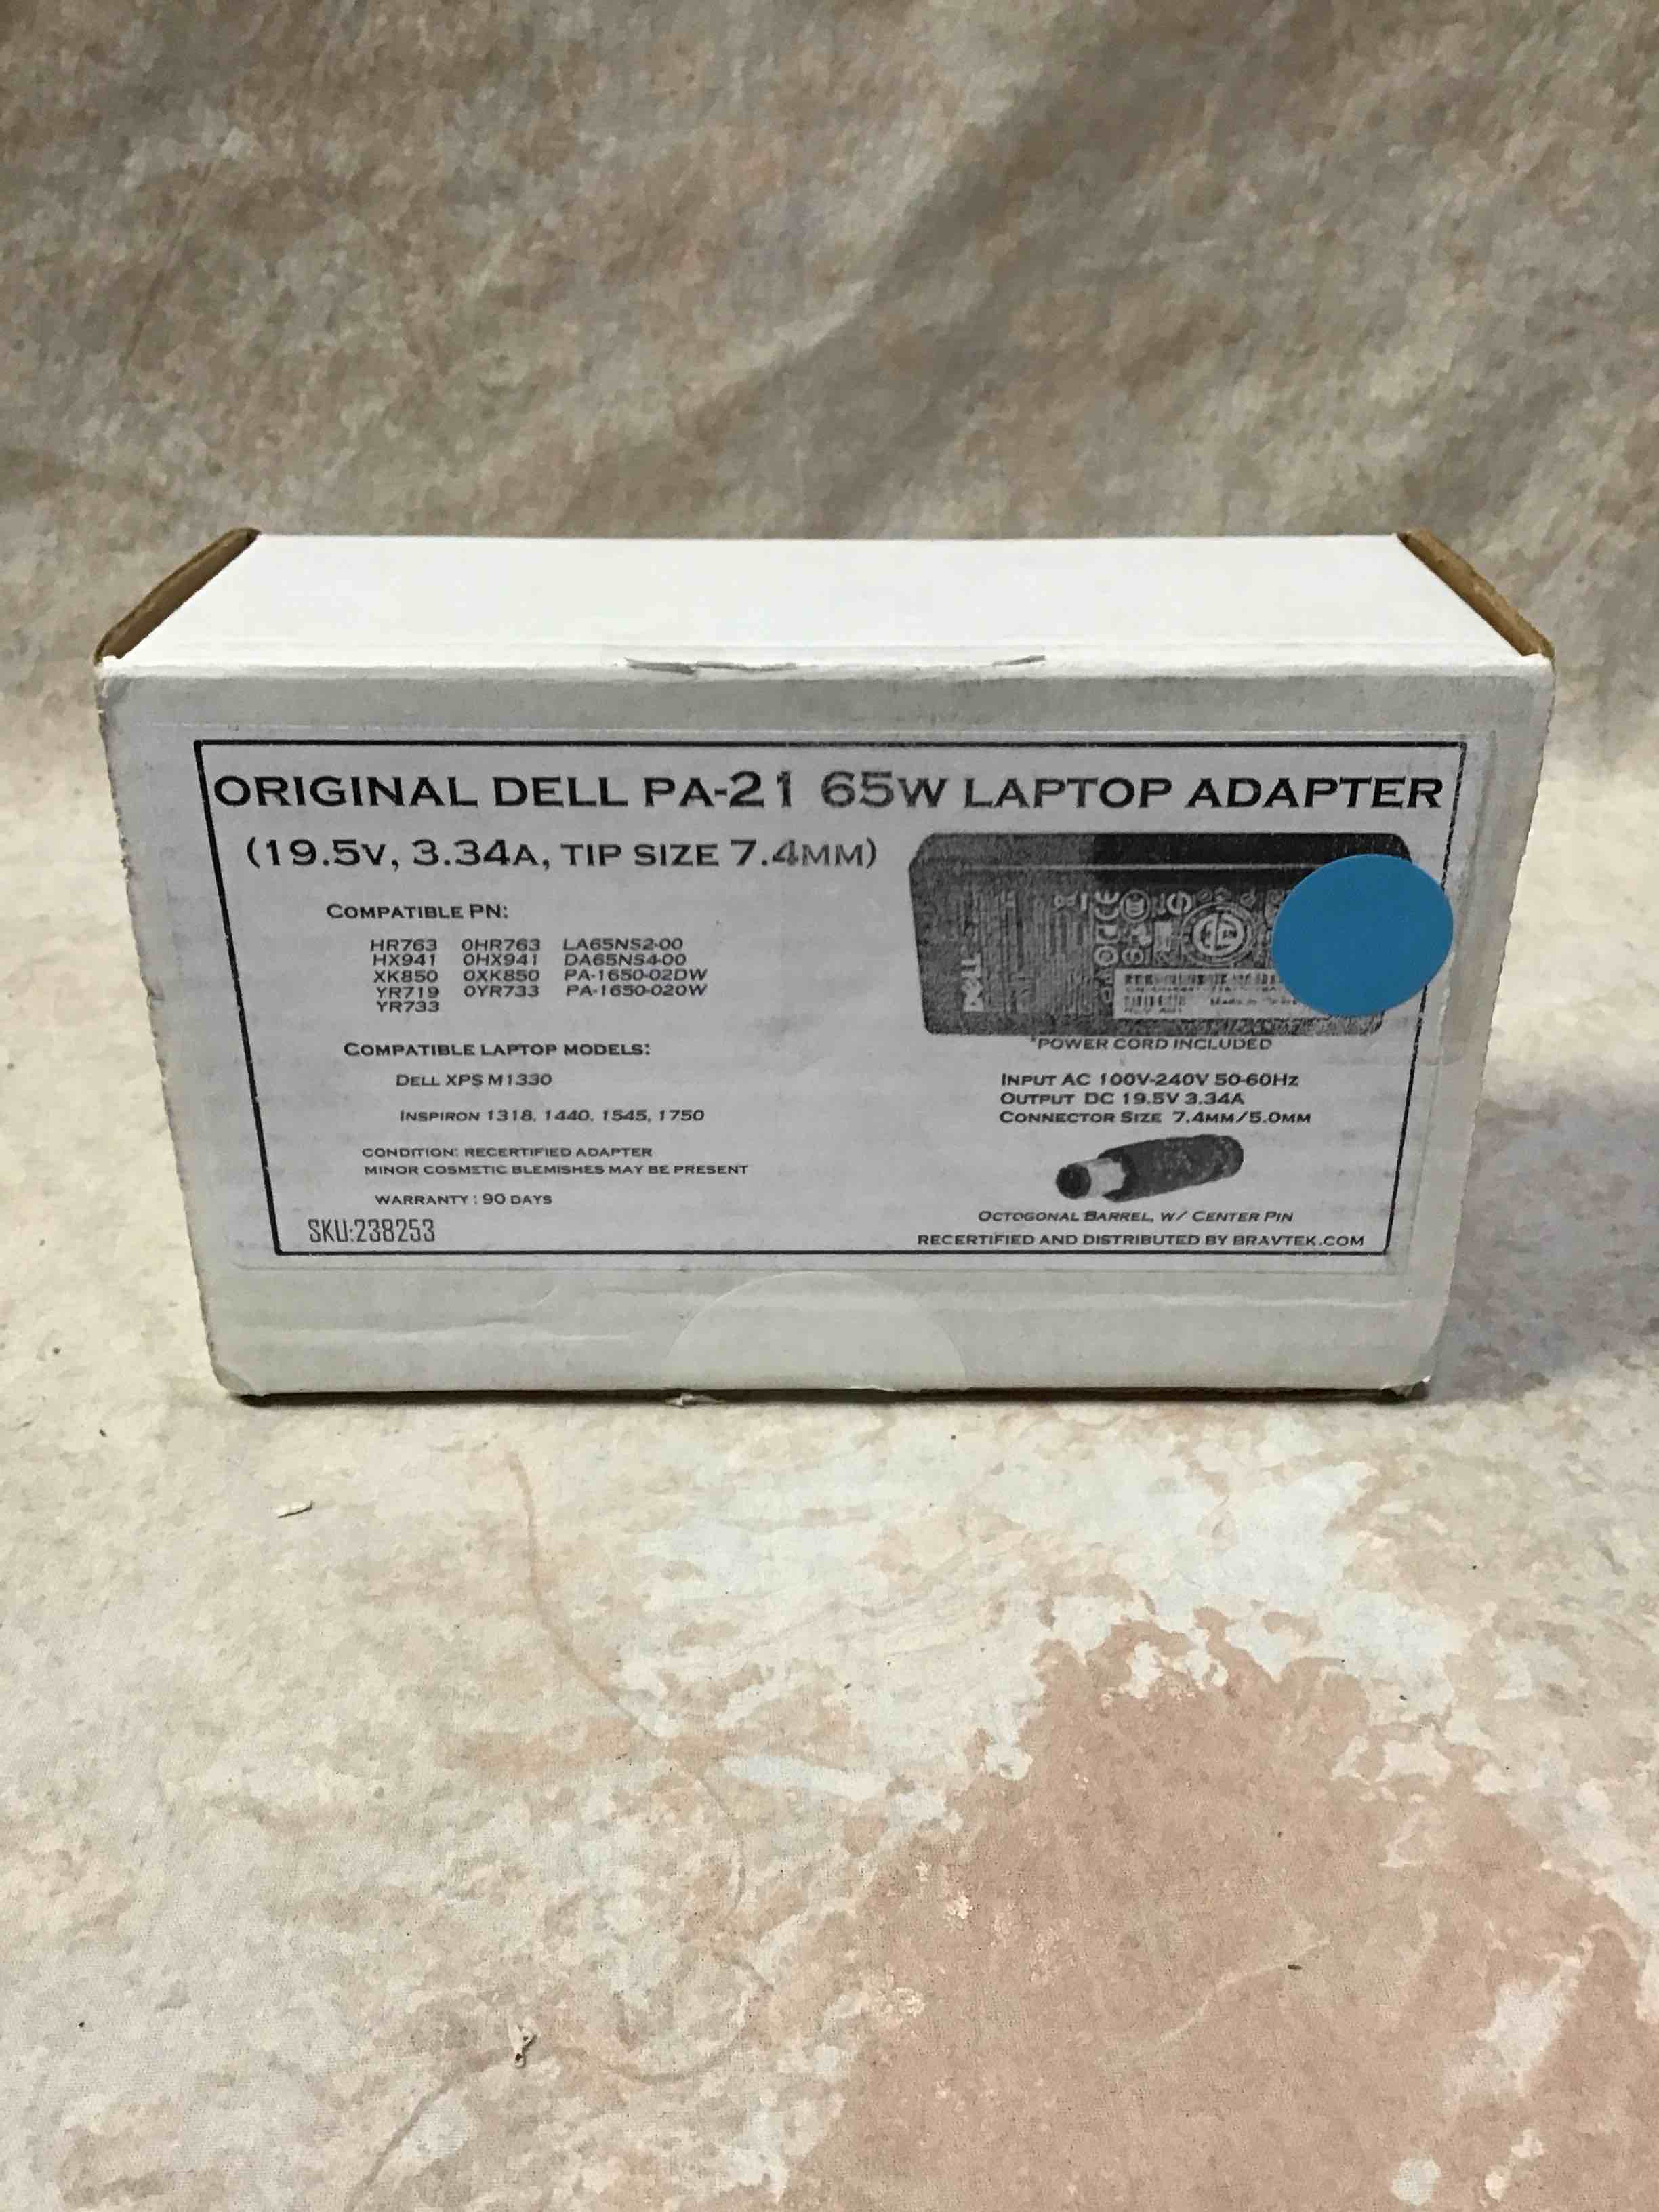 ORIGINAL DELL PA-21 65W LAPTOP ADAPTER
(19.5V, 3.34A, TIP SIZE 7.4MM)
COMPATIBLE PN:
HR763 0HR763 LA65NS2-00
HX941 0HX941 DA65NS4-00
XK850 0XK850 PA-1650-02DW
YR719 0YR733 PA-1650-020W
YR733
COMPATIBLE LAPTOP MODELS:
DELL XPS M1330
INSPIRON 1318, 1440, 1545, 1750
CONDITION: RECERTIFIED ADAPTER
MINOR COSMETIC BLEMISHES MAY BE PRESENT
WARRANTY : 90 DAYS
SKU:238253
DELL
*POWER CORD INCLUDED
INPUT AC 100V-240V 50-60HZ
OUTPUT DC 19.5V 3.34A
CONNECTOR SIZE 7.4MM/5.0MM
OCTOGONAL BARREL, W/ CENTER PIN
RECERTIFIED AND DISTRIBUTED BY BRAVTEK.COM